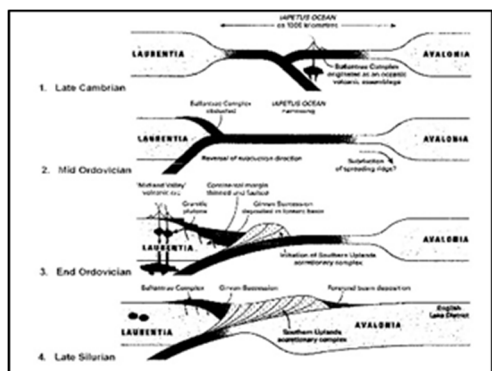 IAPETUS OCEAN
ca 1000 kilometers
LAURENTIA
AVALONIA
Ballantrae Complex
originated as an oceanic
volcanic assemblage
1. Late Cambrian
Ballantrae Complex
obducted
IAPETUS OCEAN
narrowing
LAURENTIA
AVALONIA
Reversal of subduction direction
Subduction
of spreading ridge?
2. Mid Ordovician
'Midland Valley'
volcanic arc
Continental margin
thinned and faulted
Granitic
plutons
Girvan Succession
deposited in forearc basin
LAURENTIA
AVALONIA
Initiation of Southern Uplands
accretionary complex
3. End Ordovician
Ballantrae Complex
Girvan Succession
Foreland basin deposition
English
Lake District
LAURENTIA
AVALONIA
Southern Uplands
accretionary complex
4. Late Silurian